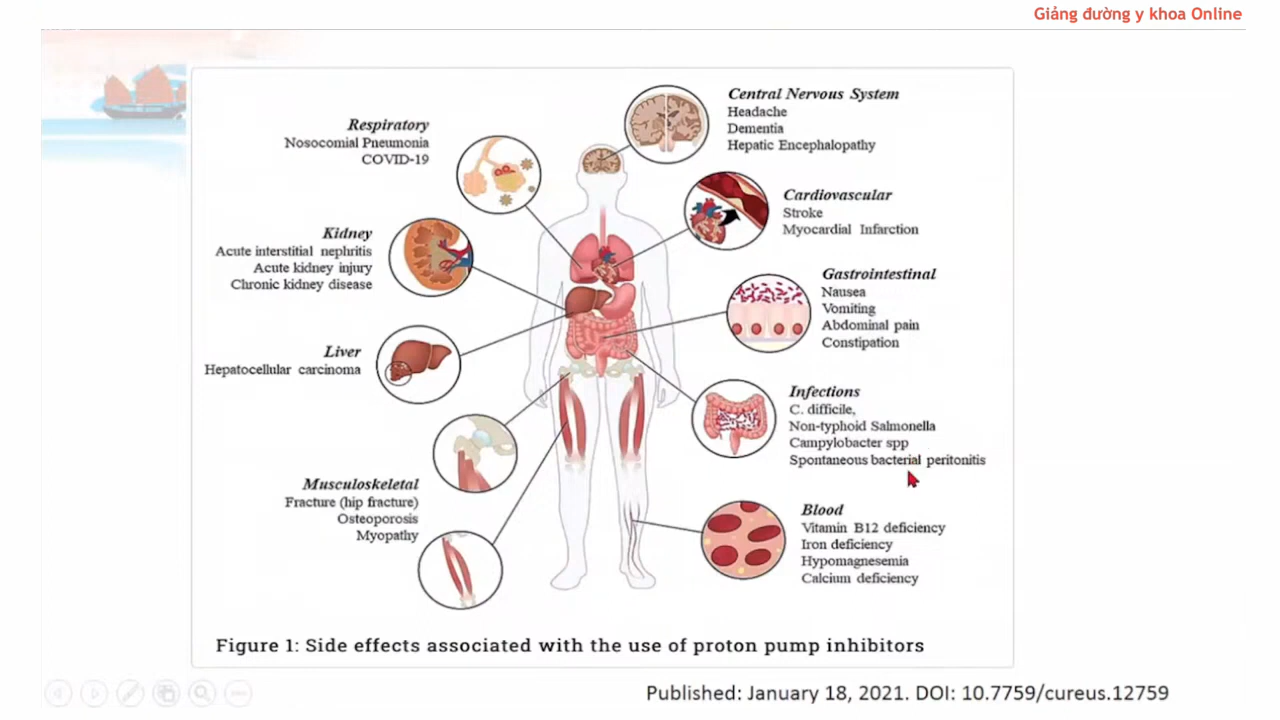 Giảng đường y khoa Online
Respiratory
Nosocomial Pneumonia
COVID-19
Central Nervous System
Headache
Dementia
Hepatic Encephalopathy
Cardiovascular
Stroke
Myocardial Infarction
Kidney
Acute interstitial nephritis
Acute kidney injury
Chronic kidney disease
Gastrointestinal
Nausea
Vomiting
Abdominal pain
Constipation
Liver
Hepatocellular carcinoma
Infections
C. difficile,
Non-typhoid Salmonella
Campylobacter spp
Spontaneous bacterial peritonitis
Musculoskeletal
Fracture (hip fracture)
Osteoporosis
Myopathy
Blood
Vitamin B12 deficiency
Iron deficiency
Hypomagnesemia
Calcium deficiency
Figure 1: Side effects associated with the use of proton pump inhibitors
Published: January 18, 2021. DOI: 10.7759/cureus.12759